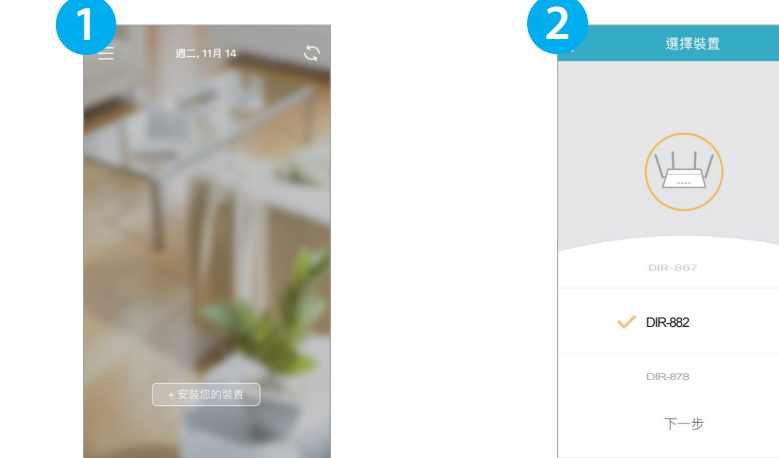 1
週二, 11月 14
+ 安裝您的裝置
2
選擇裝置
DIR-867
DIR-882
DIR-878
下一步